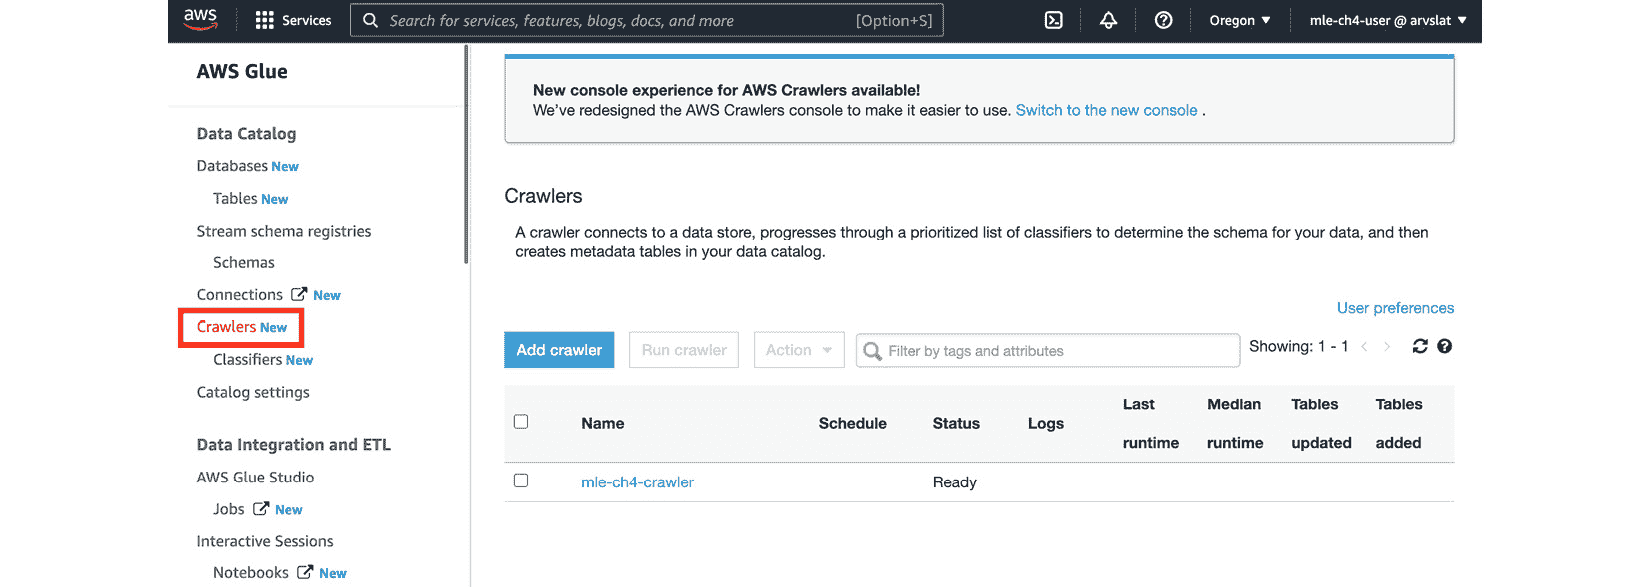 aws Services Search for services, features, blogs, docs, and more [Option+S] Oregon ▼ mle-ch4-user @ arvslat ▼
AWS Glue
Data Catalog
Databases New
Tables New
Stream schema registries
Schemas
Connections New
Crawlers New
Classifiers New
Catalog settings
Data Integration and ETL
AWS Glue Studio
Jobs New
Interactive Sessions
Notebooks New
New console experience for AWS Crawlers available!
We've redesigned the AWS Crawlers console to make it easier to use. Switch to the new console .
Crawlers
A crawler connects to a data store, progresses through a prioritized list of classifiers to determine the schema for your data, and then
creates metadata tables in your data catalog.
User preferences
Add crawler Run crawler Action Filter by tags and attributes Showing: 1 - 1 < >
Name Schedule Status Logs Last runtime Median runtime Tables updated Tables added
mle-ch4-crawler Ready